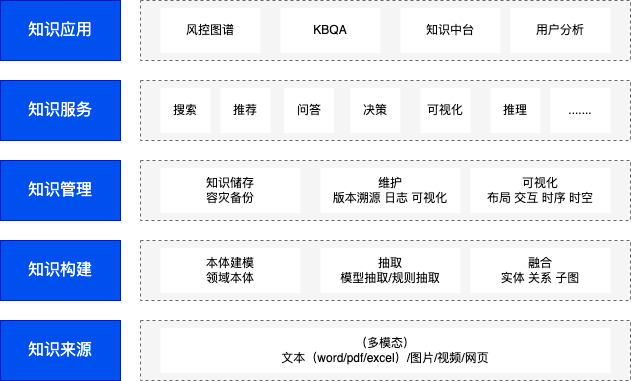 知识应用
风控图谱
KBQA
知识中台
用户分析
知识服务
搜索
推荐
问答
决策
可视化
推理
.......
知识管理
知识储存
容灾备份
维护
版本溯源 日志 可视化
可视化
布局 交互 时序 时空
知识构建
本体建模
领域本体
抽取
模型抽取/规则抽取
融合
实体 关系 子图
知识来源
（多模态）
文本（word/pdf/excel）/图片/视频/网页